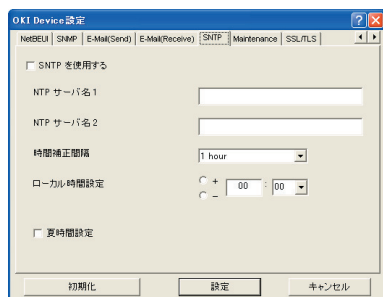 OKI Device設定
NetBEUI SNMP E-Mail(Send) E-Mail(Receive) SNTP Maintenance SSL/TLS
SNTP を使用する
NTP サーバ名1
NTP サーバ名2
時間補正間隔 1 hour
ローカル時間設定 + − 00 : 00
夏時間設定
初期化 設定 キャンセル